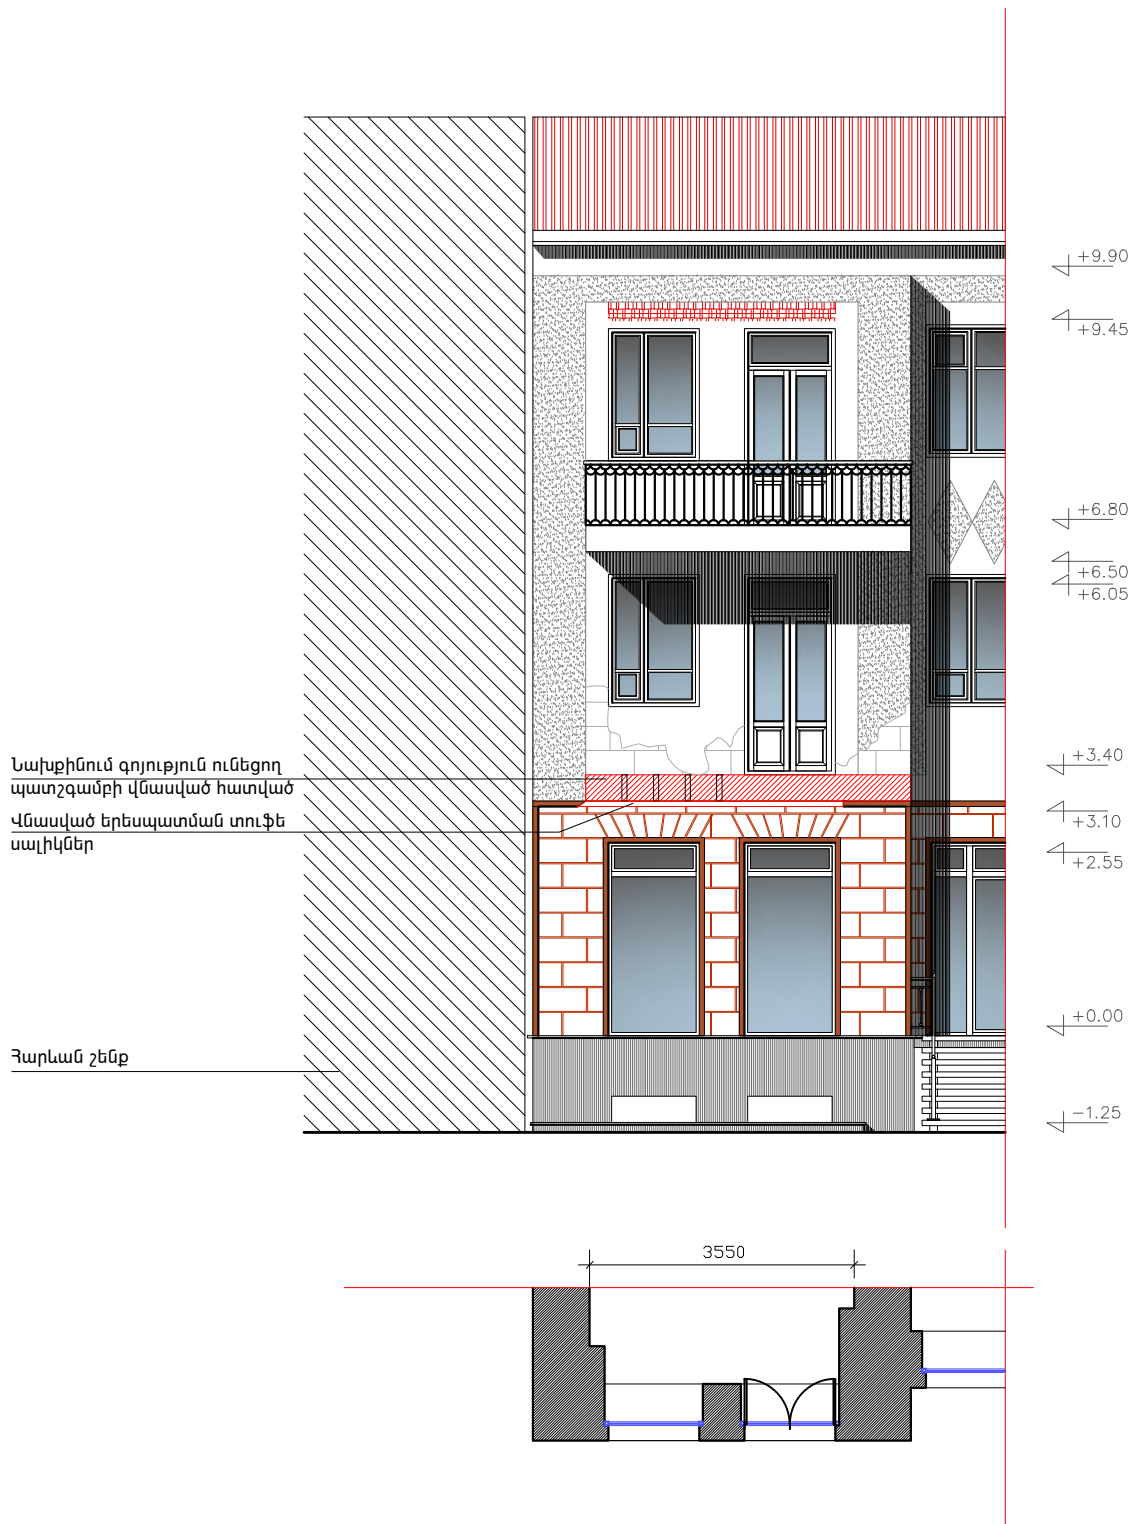 +9.90
+9.45
+6.80
+6.50
+6.05
Նախքինում գոյություն ունեցող
պատշգամբի վնասված հատված
+3.40
Վնասված երեսպատման տուֆե
սալիկներ
+3.10
+2.55
+0.00
Հարևան շենք
-1.25
3550